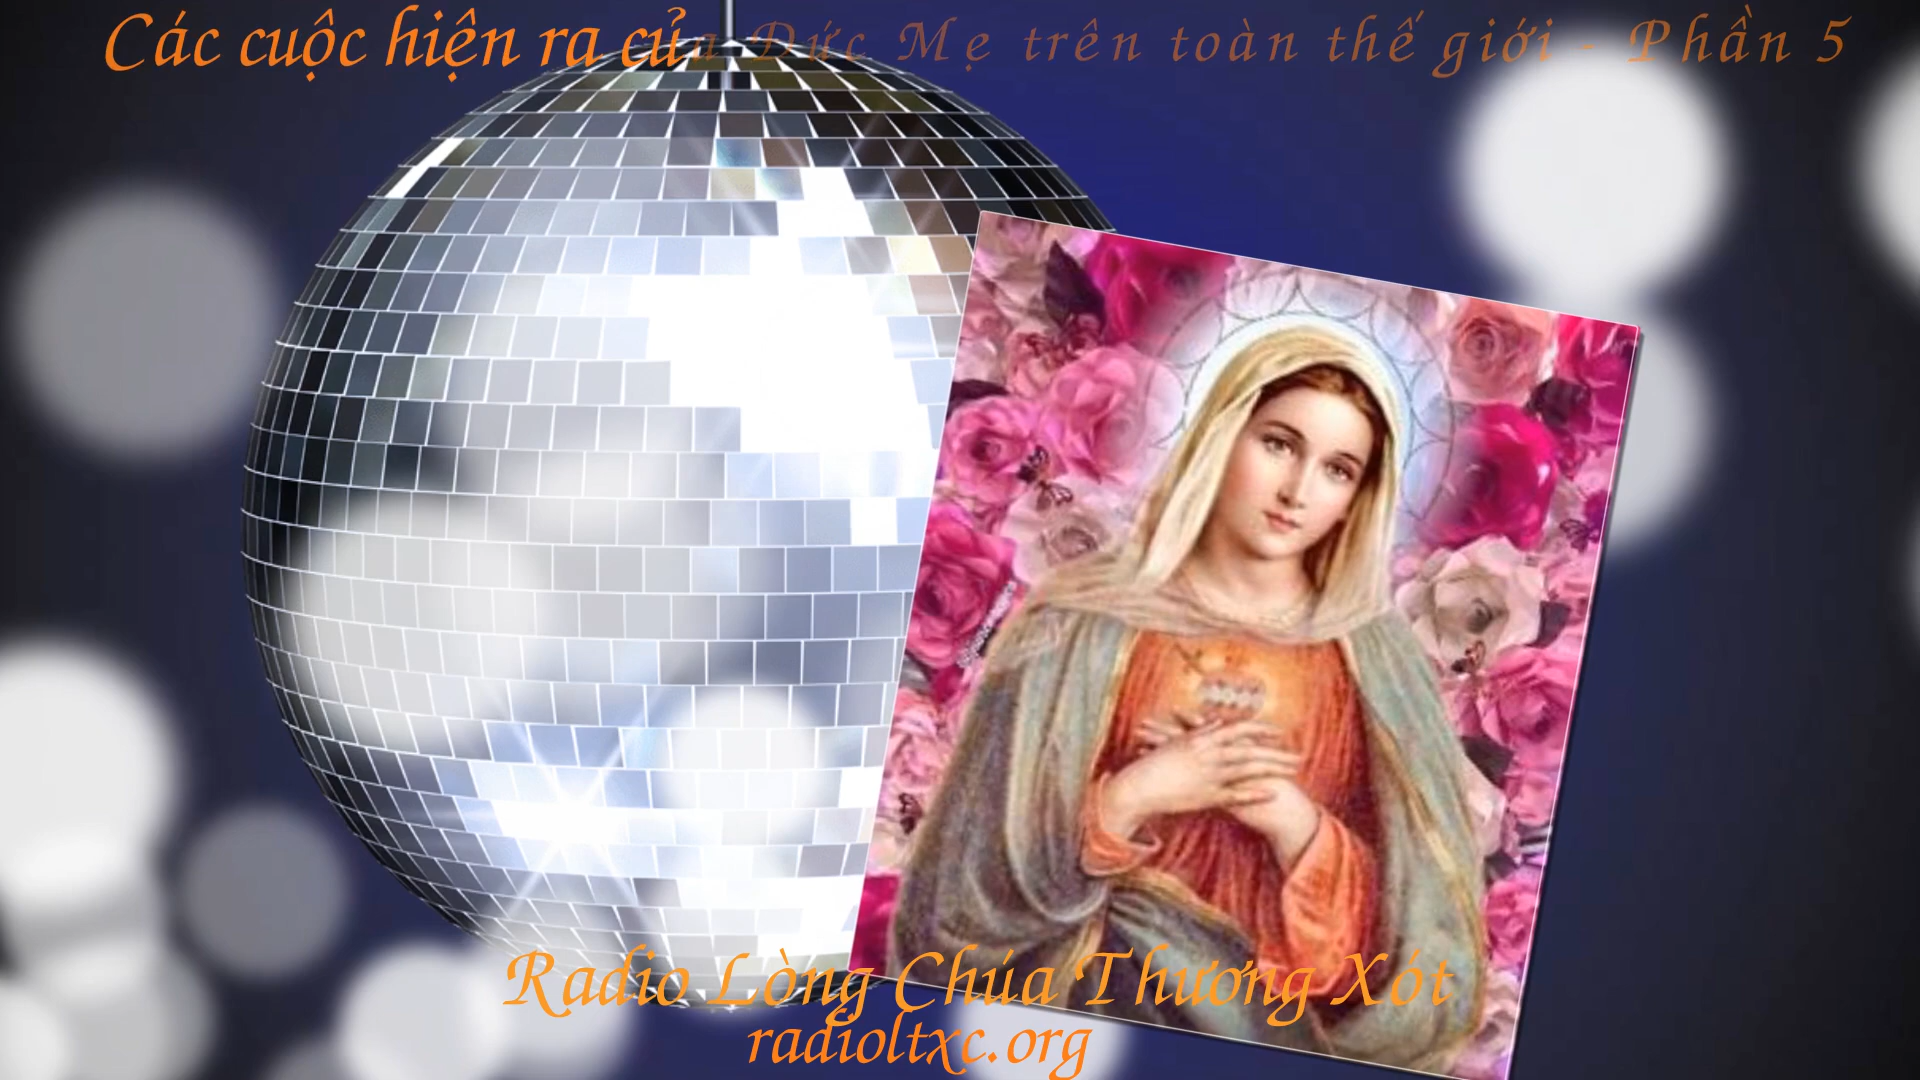 Các cuộc hiện ra của Đức Mẹ trên toàn thế giới - Phần 5
Radio Lòng Chúa Thương Xót
radioltxc.org